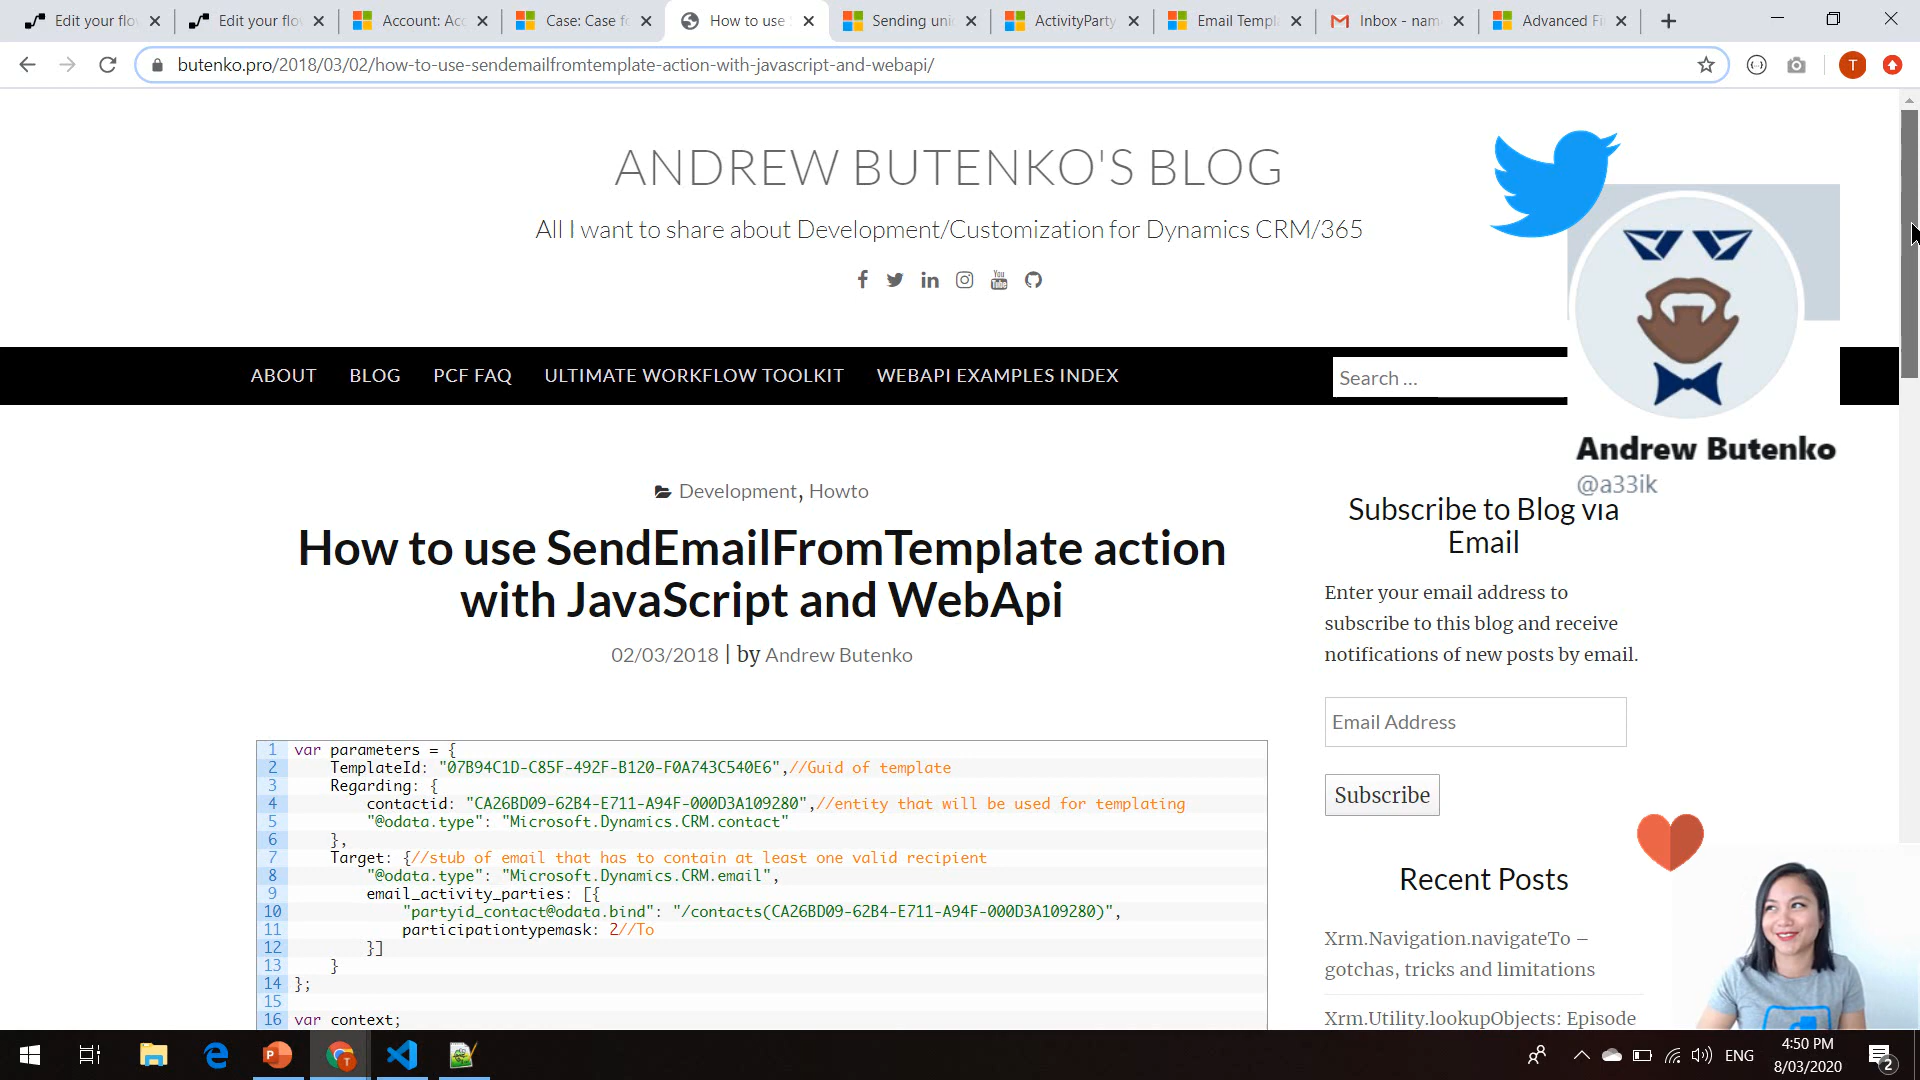 Edit your flo
Edit your flo
Account: Acc
Case: Case f
How to use S
Sending uni
ActivityParty
Email Templ
Inbox - nam
Advanced Fi
butenko.pro/2018/03/02/how-to-use-sendemailfromtemplate-action-with-javascript-and-webapi/
T
ANDREW BUTENKO'S BLOG
All I want to share about Development/Customization for Dynamics CRM/365
ABOUT
BLOG
PCF FAQ
ULTIMATE WORKFLOW TOOLKIT
WEBAPI EXAMPLES INDEX
Search ...
Andrew Butenko
@a33ik
Development, Howto
How to use SendEmailFromTemplate action
with JavaScript and WebApi
02/03/2018 | by Andrew Butenko
1 var parameters = {
2 TemplateId: "07B94C1D-C85F-492F-B120-F0A743C540E6",//Guid of template
3 Regarding: {
4 contactid: "CA26BD09-62B4-E711-A94F-000D3A109280",//entity that will be used for templating
5 "@odata.type": "Microsoft.Dynamics.CRM.contact"
6 },
7 Target: {//stub of email that has to contain at least one valid recipient
8 "@odata.type": "Microsoft.Dynamics.CRM.email",
9 email_activity_parties: [{
10 "partyid_contact@odata.bind": "/contacts(CA26BD09-62B4-E711-A94F-000D3A109280)",
11 participationtypemask: 2//To
12 }]
13 }
14 };
15
16 var context;
Subscribe to Blog via
Email
Enter your email address to
subscribe to this blog and receive
notifications of new posts by email.
Email Address
Subscribe
Recent Posts
Xrm.Navigation.navigateTo –
gotchas, tricks and limitations
Xrm.Utility.lookupObjects: Episode
ENG
4:50 PM
8/03/2020
2